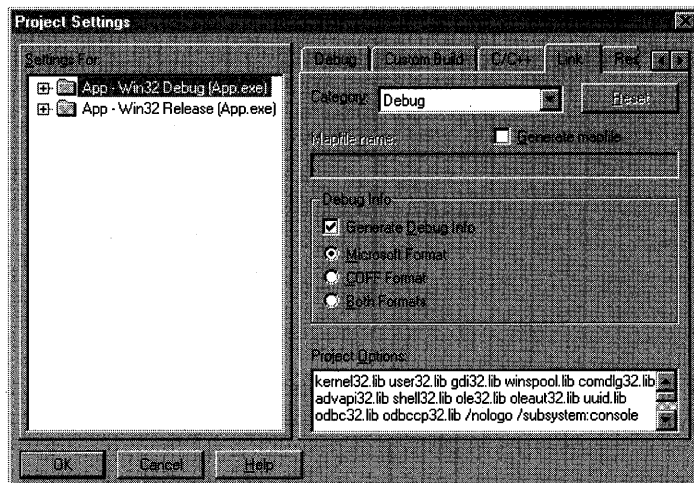 Project Settings
Settings For:
App - Win32 Debug (App.exe)
App - Win32 Release (App.exe)
Debug
Custom Build
C/C++
Link
Category:
Debug
Reset
Mapfile name:
Generate mapfile
Debug Info
Generate Debug Info
Microsoft Format
COFF Format
Both Formats
Project Options:
kernel32.lib user32.lib gdi32.lib winspool.lib comdlg32.lib
advapi32.lib shell32.lib ole32.lib oleaut32.lib uuid.lib
odbc32.lib odbccp32.lib /nologo /subsystem:console
OK
Cancel
Help